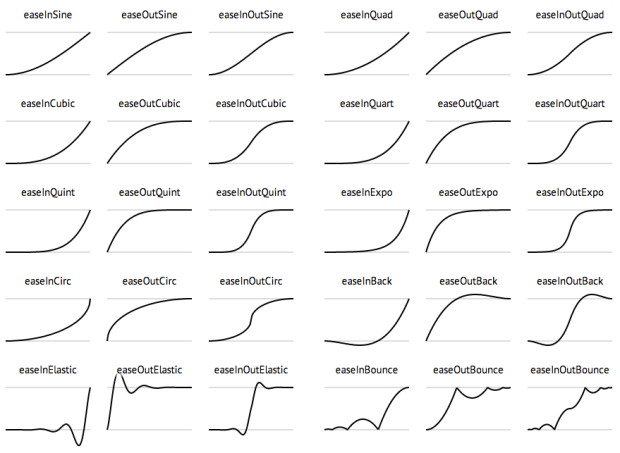 easeInSine easeOutSine easeInOutSine easeInQuad easeOutQuad easeInOutQuad
easeInCubic easeOutCubic easeInOutCubic easeInQuart easeOutQuart easeInOutQuart
easeInQuint easeOutQuint easeInOutQuint easeInExpo easeOutExpo easeInOutExpo
easeInCirc easeOutCirc easeInOutCirc easeInBack easeOutBack easeInOutBack
easeInElastic easeOutElastic easeInOutElastic easeInBounce easeOutBounce easeInOutBounce